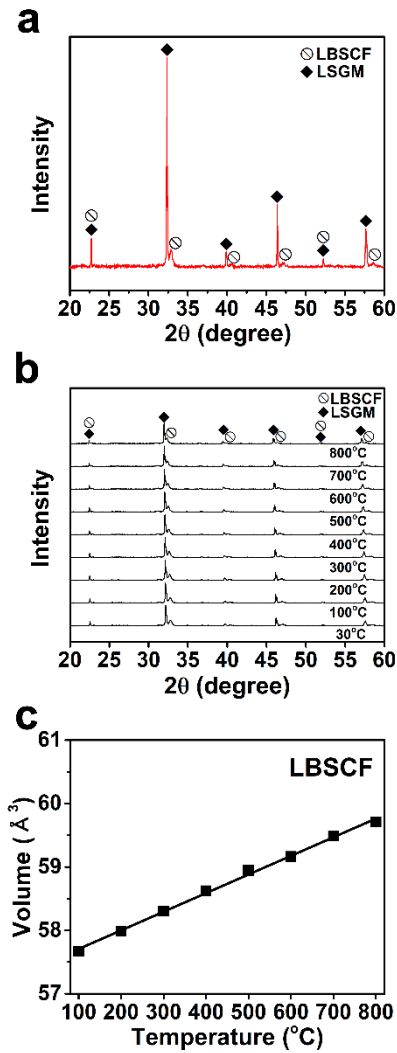 a
LBSCF
LSGM
Intensity
20 25 30 35 40 45 50 55 60
2θ (degree)
b
LBSCF
LSGM
Intensity
800°C
700°C
600°C
500°C
400°C
300°C
200°C
100°C
30°C
20 25 30 35 40 45 50 55 60
2θ (degree)
c
LBSCF
Volume (Å³)
61
60
59
58
57
100 200 300 400 500 600 700 800
Temperature (°C)